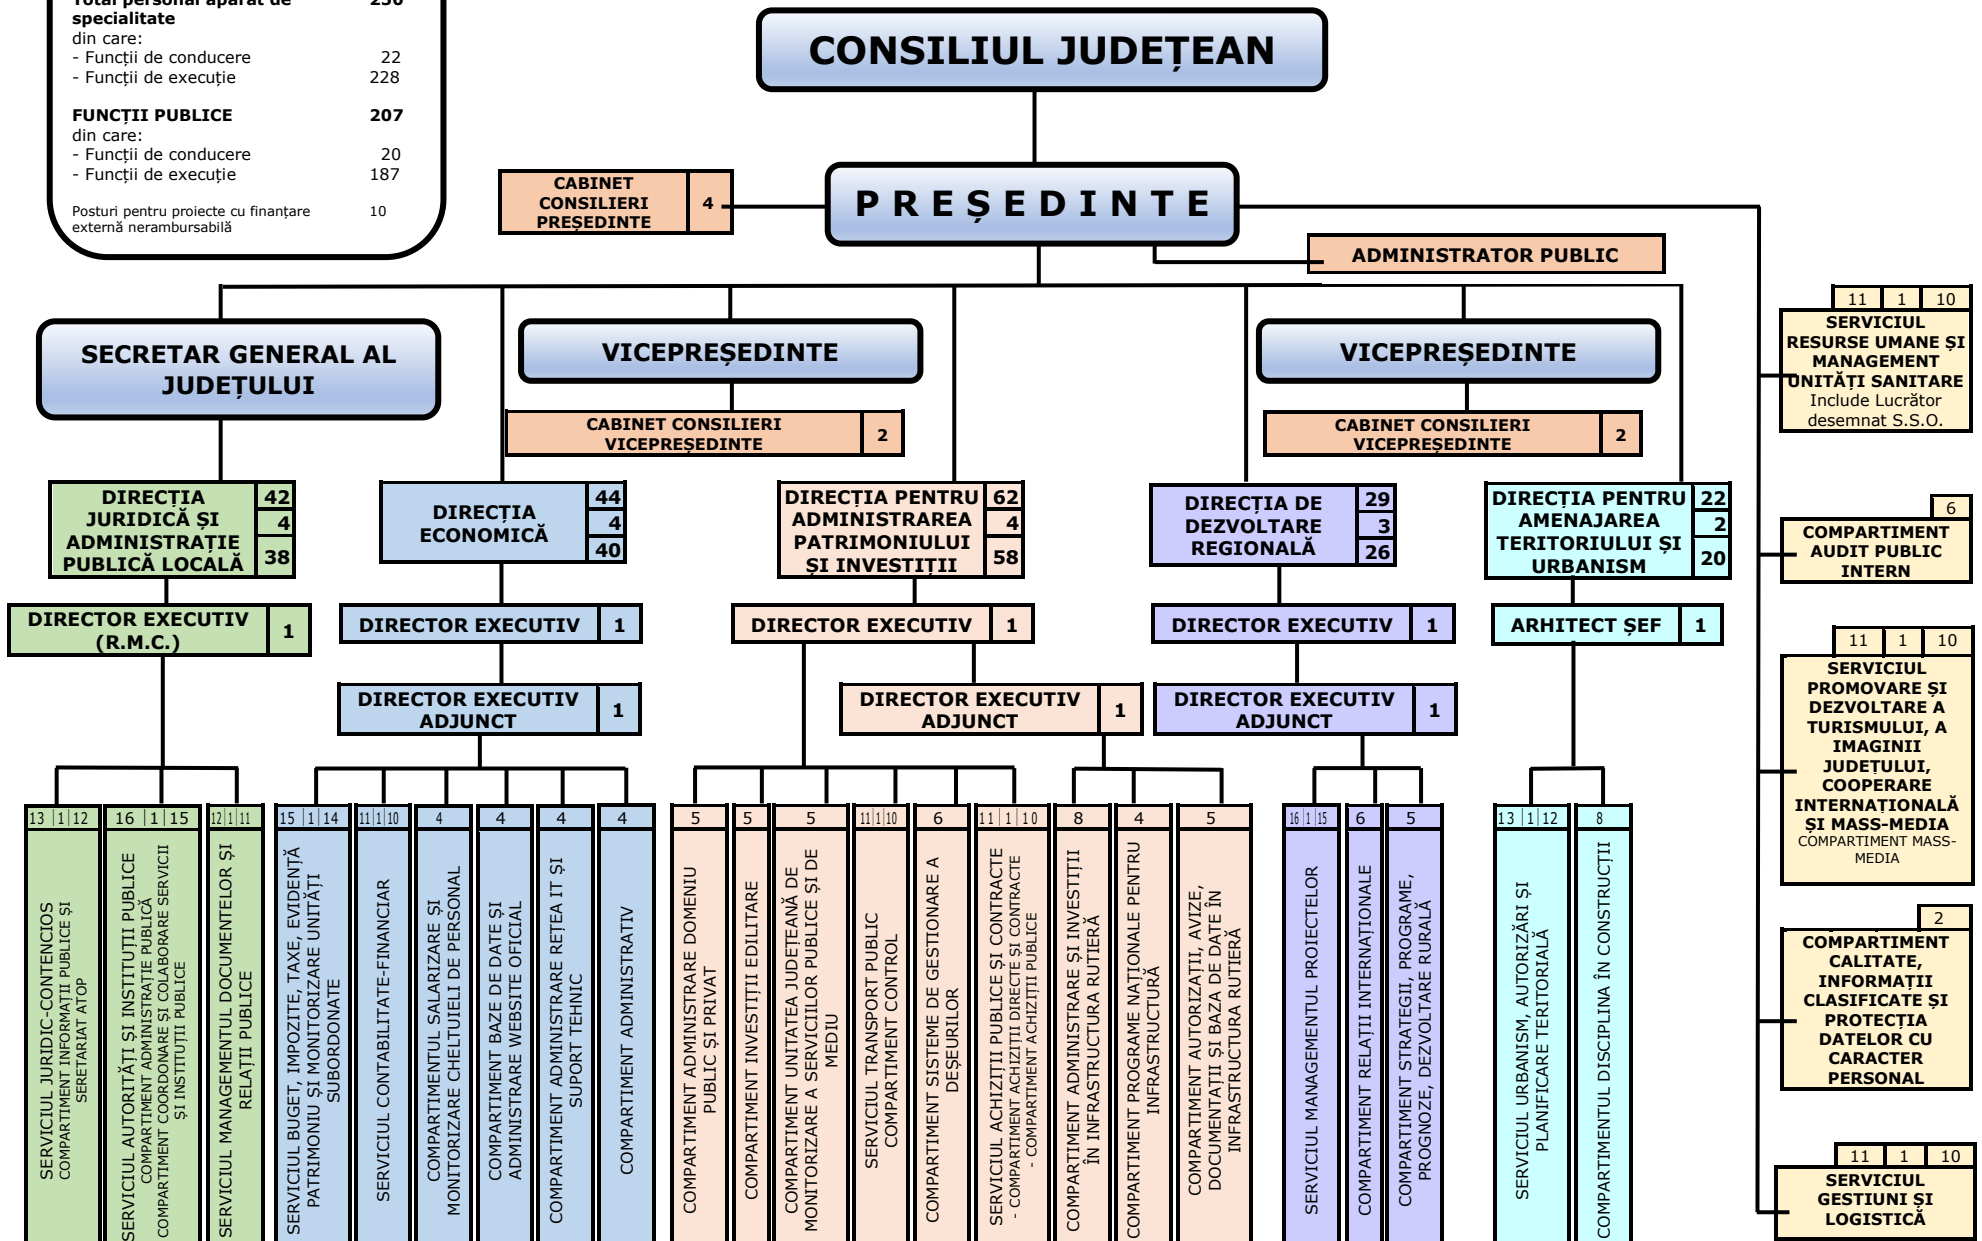 Total personal aparat de 250
specialitate
din care:
- Funcții de conducere 22
- Funcții de execuție 228
FUNCȚII PUBLICE 207
din care:
- Funcții de conducere 20
- Funcții de execuție 187
Posturi pentru proiecte cu finanțare 10
externă nerambursabilă
CONSILIUL JUDEȚEAN
CABINET
CONSILIERI
PREȘEDINTE
4
PREȘEDINTE
ADMINISTRATOR PUBLIC
SECRETAR GENERAL AL
JUDEȚULUI
VICEPREȘEDINTE
VICEPREȘEDINTE
CABINET CONSILIERI
VICEPREȘEDINTE
2
CABINET CONSILIERI
VICEPREȘEDINTE
2
DIRECȚIA
JURIDICĂ ȘI
ADMINISTRAȚIE
PUBLICĂ LOCALĂ
42
4
38
DIRECȚIA
ECONOMICĂ
44
4
40
DIRECȚIA PENTRU
ADMINISTRAREA
PATRIMONIULUI
ȘI INVESTIȚII
62
4
58
DIRECȚIA DE
DEZVOLTARE
REGIONALĂ
29
3
26
DIRECȚIA PENTRU
AMENAJAREA
TERITORIULUI ȘI
URBANISM
22
2
20
DIRECTOR EXECUTIV
(R.M.C.)
1
DIRECTOR EXECUTIV 1
DIRECTOR EXECUTIV 1
DIRECTOR EXECUTIV 1
ARHITECT ȘEF 1
DIRECTOR EXECUTIV
ADJUNCT
1
DIRECTOR EXECUTIV
ADJUNCT
1
DIRECTOR EXECUTIV
ADJUNCT
1
13 1 12
SERVICIUL JURIDIC-CONTENCIOS
COMPARTIMENT INFORMAȚII PUBLICE ȘI
SERETARIAT ATOP
16 1 15
SERVICIUL AUTORITĂȚI ȘI INSTITUȚII PUBLICE
COMPARTIMENT ADMINISTRAȚIE PUBLICĂ
COMPARTIMENT COORDONARE ȘI COLABORARE SERVICII
ȘI INSTITUȚII PUBLICE
12 1 11
SERVICIUL MANAGEMENTUL DOCUMENTELOR ȘI
RELAȚII PUBLICE
15 1 14
SERVICIUL BUGET, IMPOZITE, TAXE, EVIDENȚĂ
PATRIMONIU ȘI MONITORIZARE UNITĂȚI
SUBORDONATE
11 1 10
SERVICIUL CONTABILITATE-FINANCIAR
4
COMPARTIMENTUL SALARIZARE ȘI
MONITORIZARE CHELTUIELI DE PERSONAL
4
COMPARTIMENT BAZE DE DATE ȘI
ADMINISTRARE WEBSITE OFICIAL
4
COMPARTIMENT ADMINISTRARE REȚEA IT ȘI
SUPORT TEHNIC
4
COMPARTIMENT ADMINISTRATIV
5
COMPARTIMENT ADMINISTRARE DOMENIU
PUBLIC ȘI PRIVAT
5
COMPARTIMENT INVESTIȚII EDILITARE
5
COMPARTIMENT UNITATEA JUDEȚEANĂ DE
MONITORIZARE A SERVICIILOR PUBLICE ȘI DE
MEDIU
11 1 10
SERVICIUL TRANSPORT PUBLIC
COMPARTIMENT CONTROL
6
COMPARTIMENT SISTEME DE GESTIONARE A
DEȘEURILOR
11 1 10
SERVICIUL ACHIZIȚII PUBLICE ȘI CONTRACTE
- COMPARTIMENT ACHIZIȚII DIRECTE ȘI CONTRACTE
- COMPARTIMENT ACHIZIȚII PUBLICE
8
COMPARTIMENT ADMINISTRARE ȘI INVESTIȚII
ÎN INFRASTRUCTURA RUTIERĂ
4
COMPARTIMENT PROGRAME NAȚIONALE PENTRU
INFRASTRUCTURĂ
5
COMPARTIMENT AUTORIZAȚII, AVIZE,
DOCUMENTAȚII ȘI BAZA DE DATE ÎN
INFRASTRUCTURA RUTIERĂ
16 1 15
SERVICIUL MANAGEMENTUL PROIECTELOR
6
COMPARTIMENT RELAȚII INTERNAȚIONALE
5
COMPARTIMENT STRATEGII, PROGRAME,
PROGNOZE, DEZVOLTARE RURALĂ
13 1 12
SERVICIUL URBANISM, AUTORIZĂRI ȘI
PLANIFICARE TERITORIALĂ
8
COMPARTIMENTUL DISCIPLINA ÎN CONSTRUCȚII
11 1 10
SERVICIUL
RESURSE UMANE ȘI
MANAGEMENT
UNITĂȚI SANITARE
Include Lucrător
desemnat S.S.O.
6
COMPARTIMENT
AUDIT PUBLIC
INTERN
11 1 10
SERVICIUL
PROMOVARE ȘI
DEZVOLTARE A
TURISMULUI, A
IMAGINII
JUDEȚULUI,
COOPERARE
INTERNAȚIONALĂ
ȘI MASS-MEDIA
COMPARTIMENT MASS-
MEDIA
2
COMPARTIMENT
CALITATE,
INFORMAȚII
CLASIFICATE ȘI
PROTECȚIA
DATELOR CU
CARACTER
PERSONAL
11 1 10
SERVICIUL
GESTIUNI ȘI
LOGISTICĂ